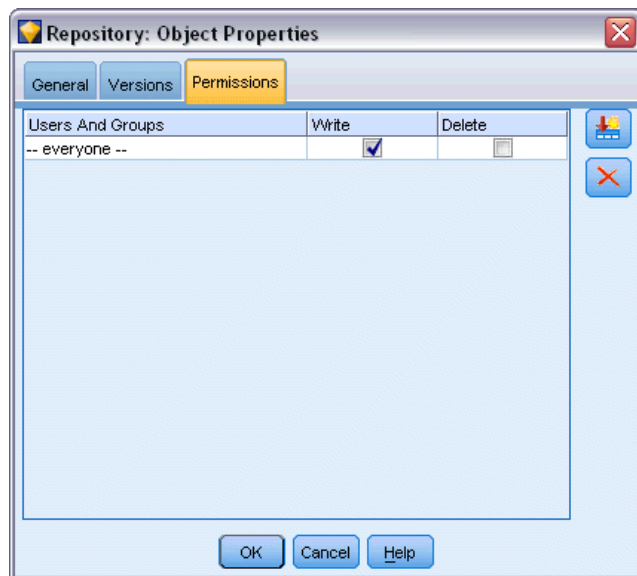 Repository: Object Properties
General Versions Permissions
Users And Groups Write Delete
-- everyone --
OK Cancel Help